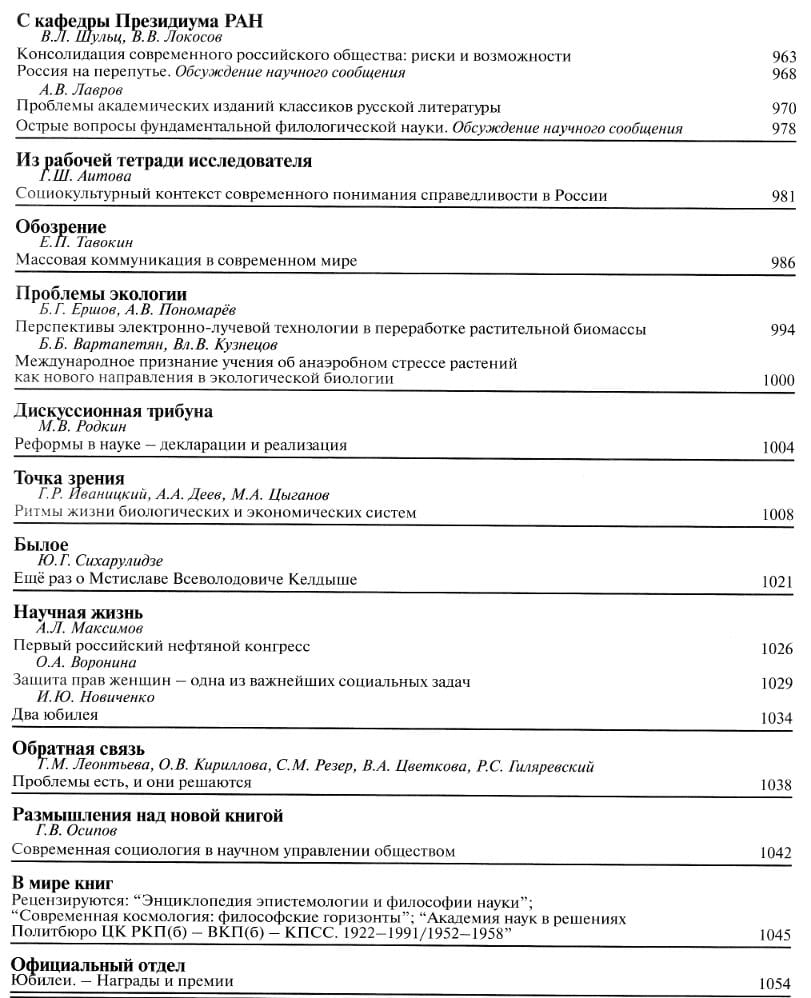 С кафедры Президиума РАН
В.Л. Шульц, В.В. Локосов
Консолидация современного российского общества: риски и возможности 963
Россия на перепутье. Обсуждение научного сообщения 968
А.В. Лавров
Проблемы академических изданий классиков русской литературы 970
Острые вопросы фундаментальной филологической науки. Обсуждение научного сообщения 978
Из рабочей тетради исследователя
Г.Ш. Аитова
Социокультурный контекст современного понимания справедливости в России 981
Обозрение
Е.П. Тавокин
Массовая коммуникация в современном мире 986
Проблемы экологии
Б.Г. Ершов, А.В. Пономарёв
Перспективы электронно-лучевой технологии в переработке растительной биомассы 994
Б.Б. Вартапетян, Вл.В. Кузнецов
Международное признание учения об анаэробном стрессе растений
как нового направления в экологической биологии 1000
Дискуссионная трибуна
М.В. Родкин
Реформы в науке – декларации и реализация 1004
Точка зрения
Г.Р. Иваницкий, А.А. Деев, М.А. Цыганов
Ритмы жизни биологических и экономических систем 1008
Былое
Ю.Г. Сихарулидзе
Ещё раз о Мстиславе Всеволодовиче Келдыше 1021
Научная жизнь
А.Л. Максимов
Первый российский нефтяной конгресс 1026
О.А. Воронина
Защита прав женщин – одна из важнейших социальных задач 1029
И.Ю. Новиченко
Два юбилея 1034
Обратная связь
Т.М. Леонтьева, О.В. Кириллова, С.М. Резер, В.А. Цветкова, Р.С. Гиляревский
Проблемы есть, и они решаются 1038
Размышления над новой книгой
Г.В. Осипов
Современная социология в научном управлении обществом 1042
В мире книг
Рецензируются: “Энциклопедия эпистемологии и философии науки”;
“Современная космология: философские горизонты”; “Академия наук в решениях
Политбюро ЦК РКП(б) – ВКП(б) – КПСС. 1922–1991/1952–1958” 1045
Официальный отдел
Юбилеи. – Награды и премии 1054